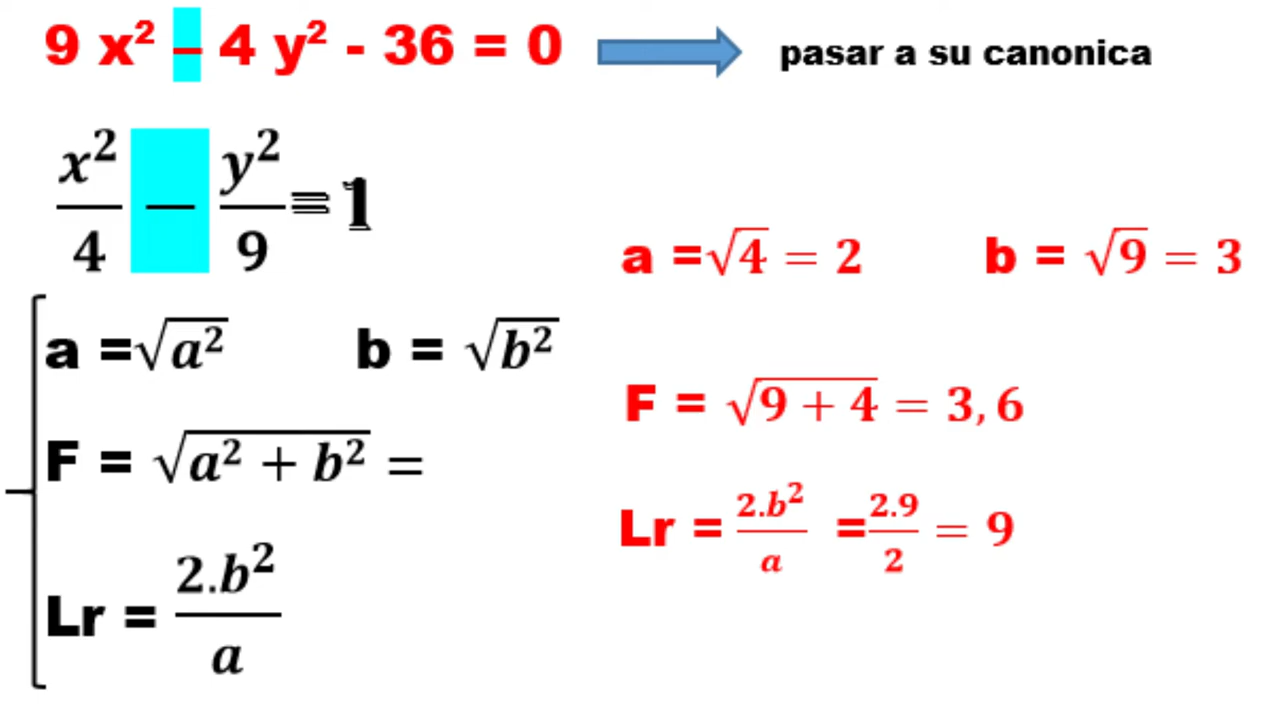 9 x² – 4 y² - 36 = 0 pasar a su canonica
x²/4 – y²/9 = 1
a = √4 = 2 b = √9 = 3
a = √a² b = √b²
F = √(9 + 4) = 3,6
F = √(a² + b²) =
Lr = 2.b²/a = 2.9/2 = 9
Lr = 2.b²/a